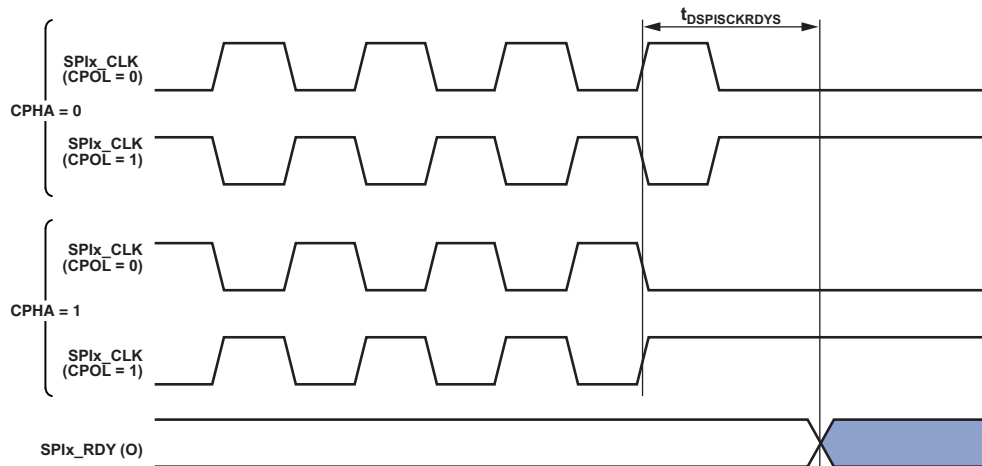 tDSPISCKRDYS
SPIx_CLK
(CPOL = 0)
CPHA = 0
SPIx_CLK
(CPOL = 1)
SPIx_CLK
(CPOL = 0)
CPHA = 1
SPIx_CLK
(CPOL = 1)
SPIx_RDY (O)